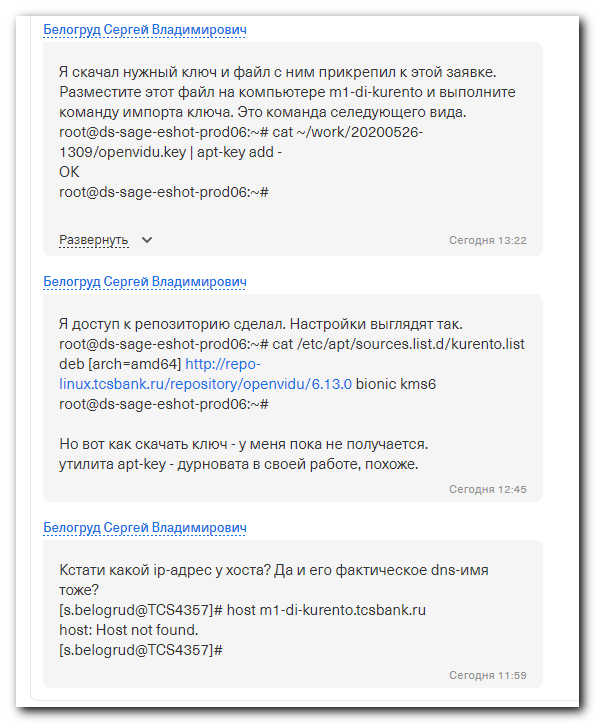 Белогруд Сергей Владимирович
Я скачал нужный ключ и файл с ним прикрепил к этой заявке.
Разместите этот файл на компьютере m1-di-kurento и выполните
команду импорта ключа. Это команда селедующего вида.
root@ds-sage-eshot-prod06:~# cat ~/work/20200526-
1309/openvidu.key | apt-key add -
OK
root@ds-sage-eshot-prod06:~#
Развернуть
Сегодня 13:22
Белогруд Сергей Владимирович
Я доступ к репозиторию сделал. Настройки выглядят так.
root@ds-sage-eshot-prod06:~# cat /etc/apt/sources.list.d/kurento.list
deb [arch=amd64] http://repo-
linux.tcsbank.ru/repository/openvidu/6.13.0 bionic kms6
root@ds-sage-eshot-prod06:~#
Но вот как скачать ключ - у меня пока не получается.
утилита apt-key - дурновата в своей работе, похоже.
Сегодня 12:45
Белогруд Сергей Владимирович
Кстати какой ip-адрес у хоста? Да и его фактическое dns-имя
тоже?
[s.belogrud@TCS4357]# host m1-di-kurento.tcsbank.ru
host: Host not found.
[s.belogrud@TCS4357]#
Сегодня 11:59